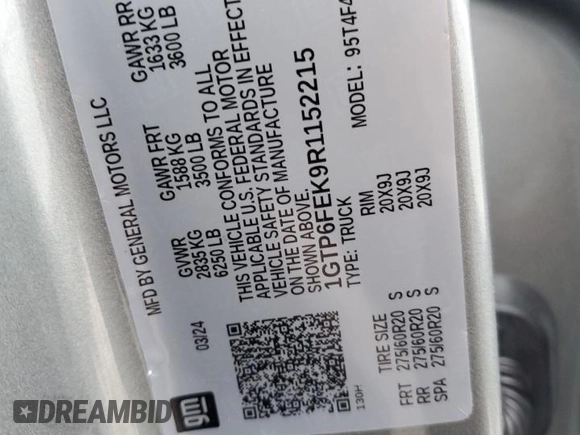 MFD BY GENERAL MOTORS LLC
03/24
GVWR
2835 KG
6250 LB
GAWR FRT
1588 KG
3500 LB
GAWR RR
1633 KG
3600 LB
THIS VEHICLE CONFORMS TO ALL
APPLICABLE U.S. FEDERAL MOTOR
VEHICLE SAFETY STANDARDS IN EFFECT
ON THE DATE OF MANUFACTURE
SHOWN ABOVE.
1GTP6FEK9R1152215
TYPE: TRUCK
MODEL: 95T4F4
TIRE SIZE
RIM
FRT 275/60R20 S 20X9J
RR 275/60R20 S 20X9J
SPA 275/60R20 S 20X9J
130H
gm
DREAMBID